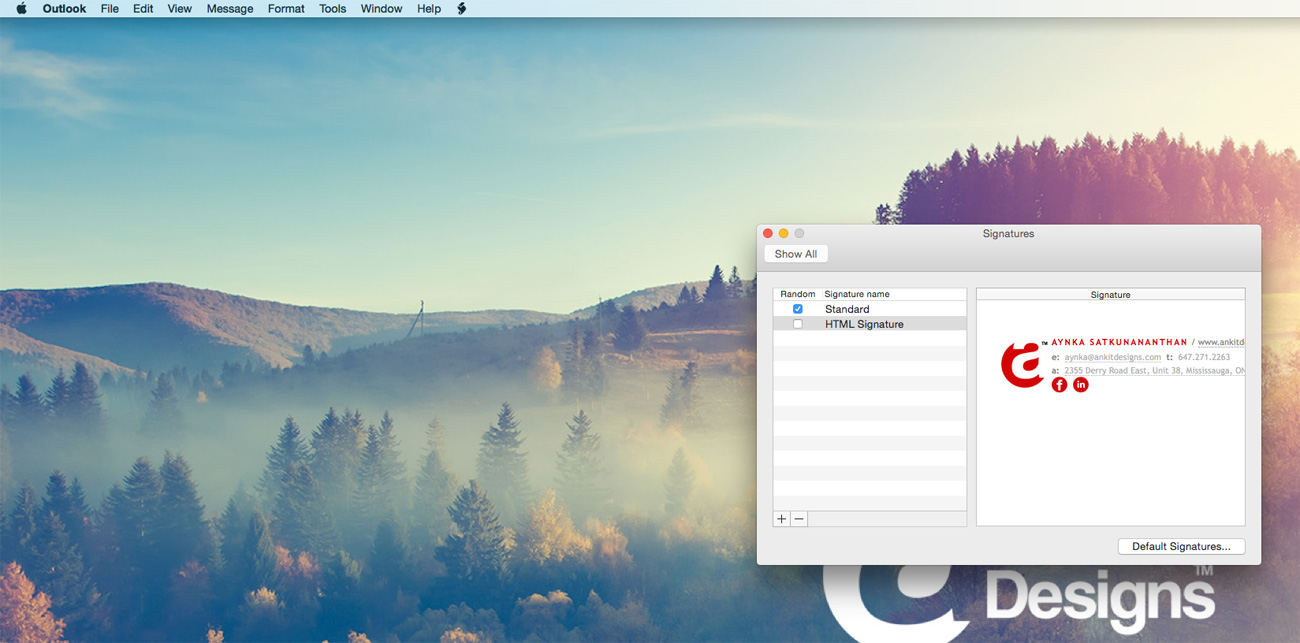 Outlook File Edit View Message Format Tools Window Help
Signatures
Show All
Random Signature name
Standard
HTML Signature
Signature
™ AYNKA SATKUNANANTHAN / www.ankitd
e: aynka@ankitdesigns.com t: 647.271.2263
a: 2355 Derry Road East, Unit 38, Mississauga, ON
f in
Default Signatures...
Designs™